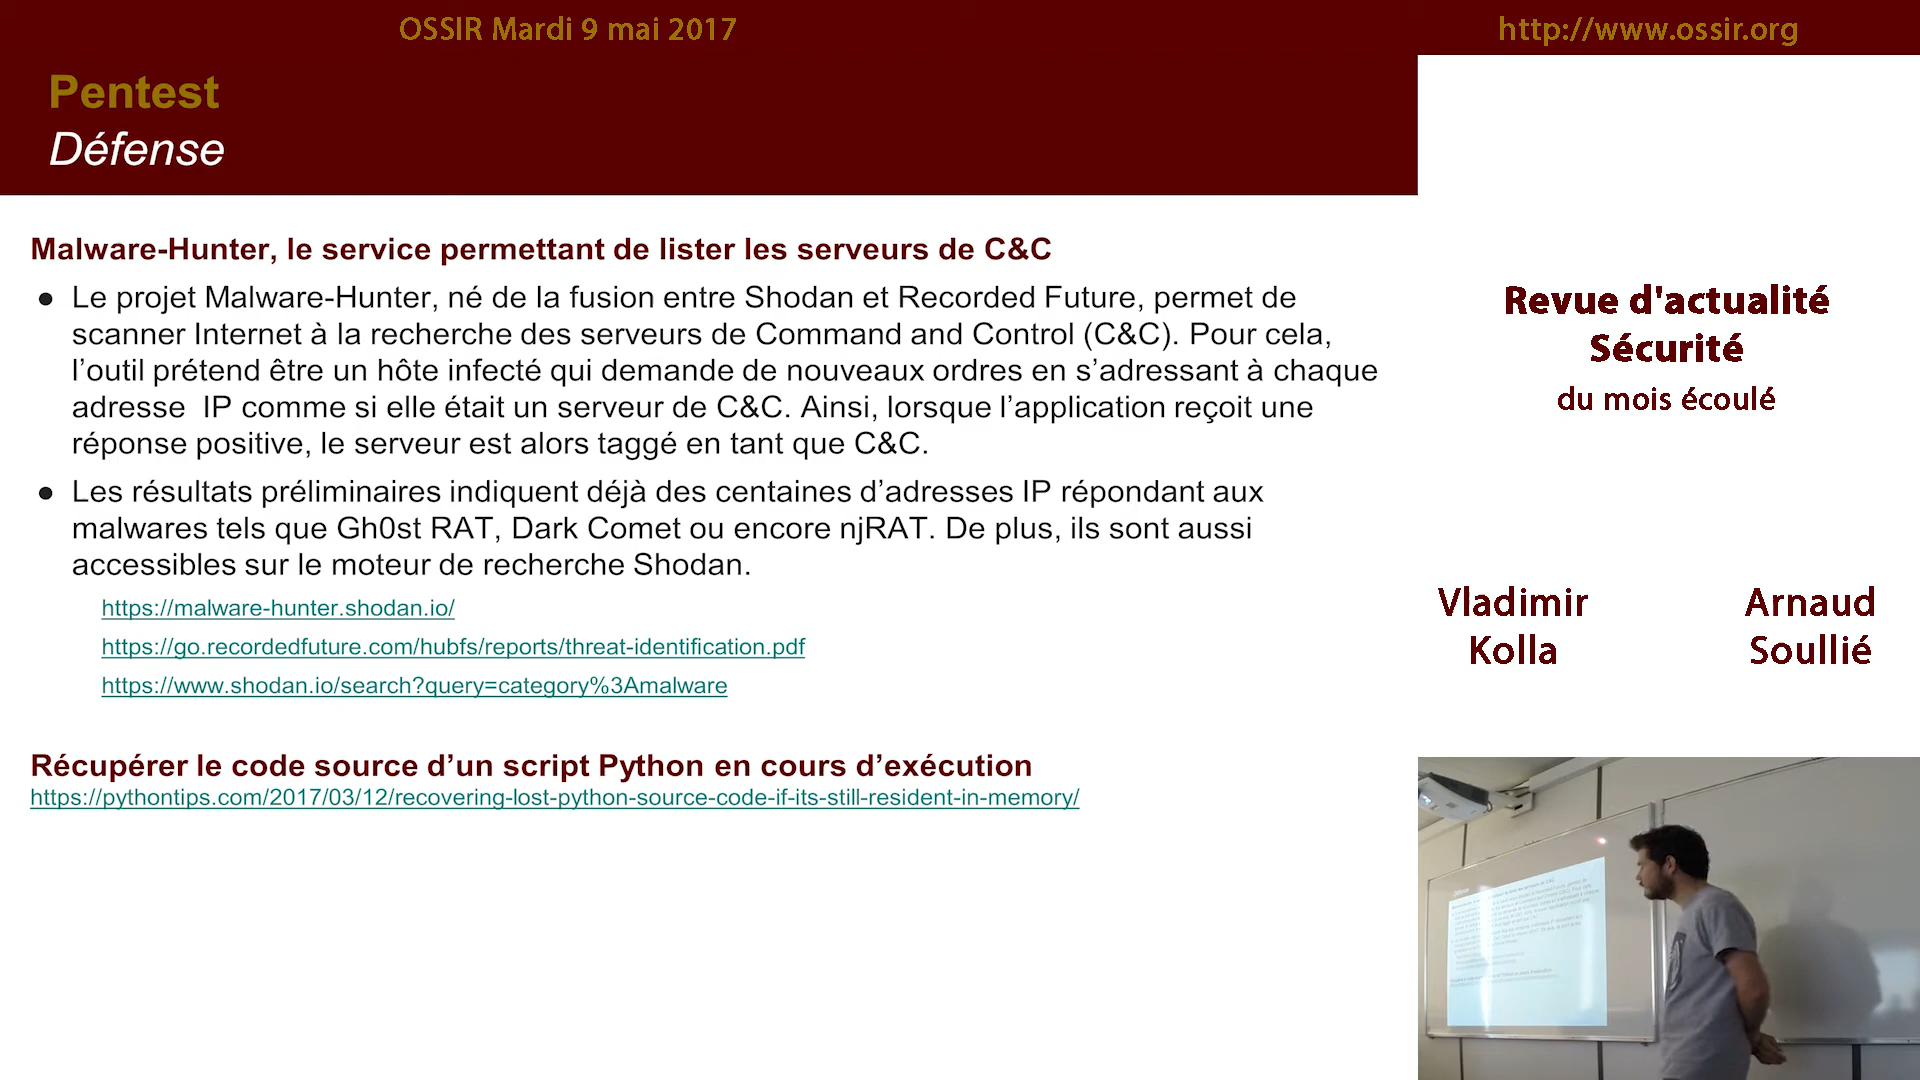 OSSIR Mardi 9 mai 2017
http://www.ossir.org
Pentest
Défense
Malware-Hunter, le service permettant de lister les serveurs de C&C
● Le projet Malware-Hunter, né de la fusion entre Shodan et Recorded Future, permet de
scanner Internet à la recherche des serveurs de Command and Control (C&C). Pour cela,
l’outil prétend être un hôte infecté qui demande de nouveaux ordres en s’adressant à chaque
adresse  IP comme si elle était un serveur de C&C. Ainsi, lorsque l’application reçoit une
réponse positive, le serveur est alors taggé en tant que C&C.
● Les résultats préliminaires indiquent déjà des centaines d’adresses IP répondant aux
malwares tels que Gh0st RAT, Dark Comet ou encore njRAT. De plus, ils sont aussi
accessibles sur le moteur de recherche Shodan.
https://malware-hunter.shodan.io/
https://go.recordedfuture.com/hubfs/reports/threat-identification.pdf
https://www.shodan.io/search?query=category%3Amalware
Récupérer le code source d’un script Python en cours d’exécution
https://pythontips.com/2017/03/12/recovering-lost-python-source-code-if-its-still-resident-in-memory/
Revue d'actualité
Sécurité
du mois écoulé
Vladimir
Kolla
Arnaud
Soullié